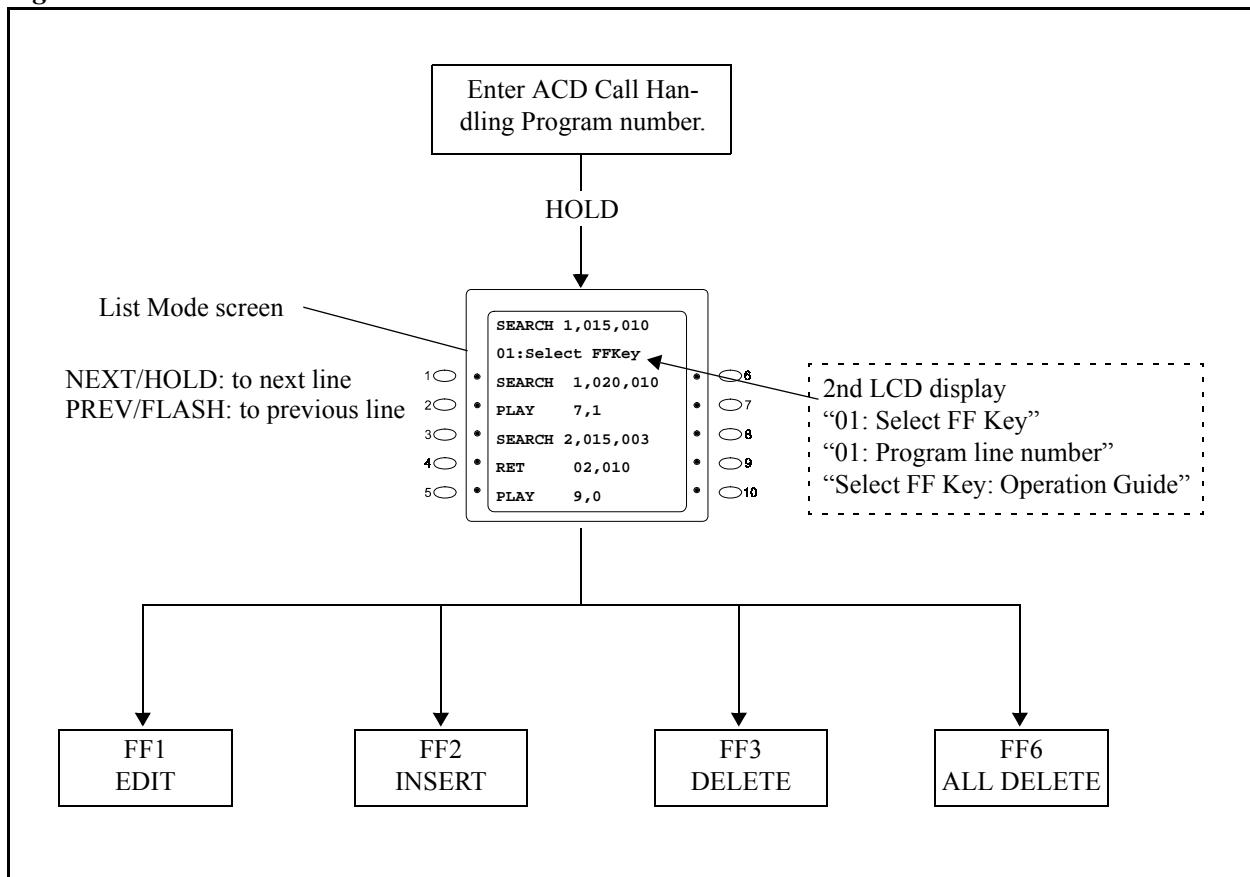 Enter ACD Call Han-
dling Program number.
HOLD
List Mode screen
NEXT/HOLD: to next line
PREV/FLASH: to previous line
SEARCH 1,015,010
01:Select FFKey
1 SEARCH 1,020,010 6
2 PLAY 7,1 7
3 SEARCH 2,015,003 8
4 RET 02,010 9
5 PLAY 9,0 10
2nd LCD display
“01: Select FF Key”
“01: Program line number”
“Select FF Key: Operation Guide”
FF1
EDIT
FF2
INSERT
FF3
DELETE
FF6
ALL DELETE